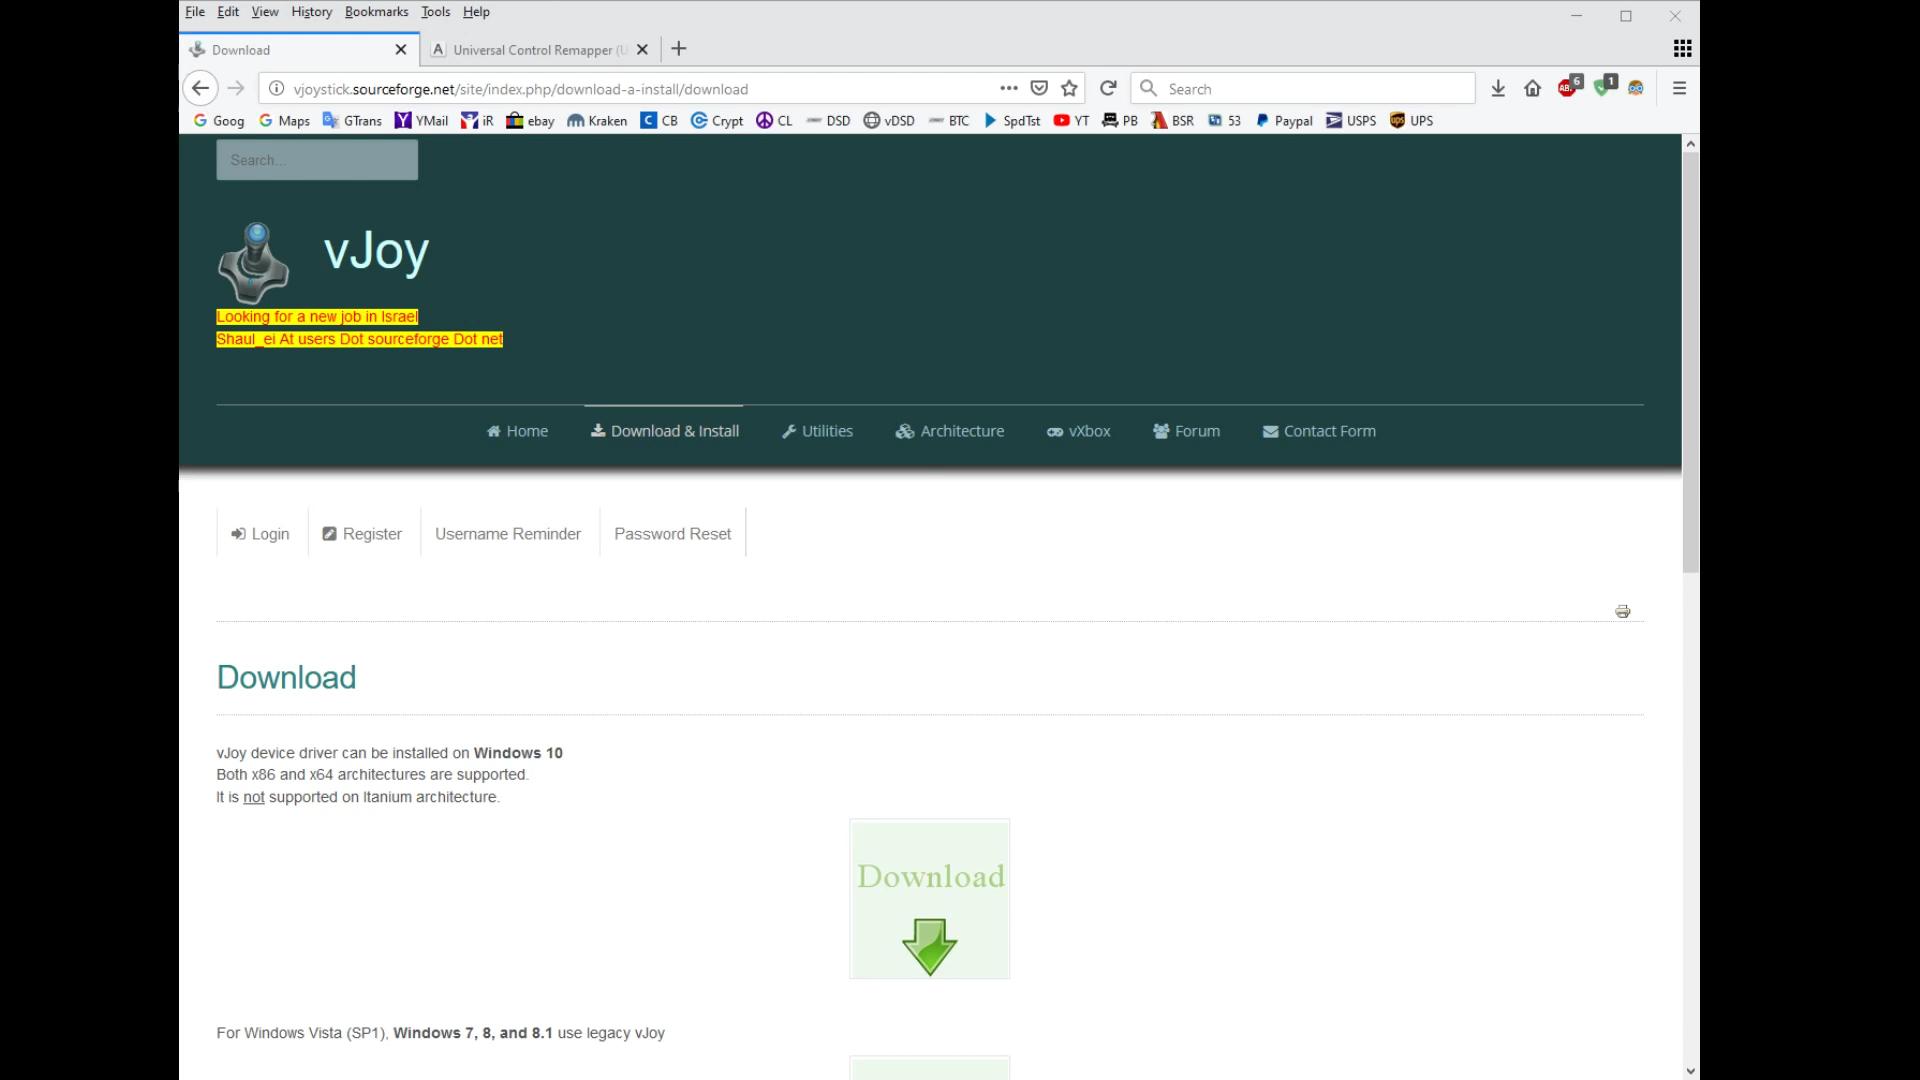 File Edit View History Bookmarks Tools Help
Download Universal Control Remapper (U
vjoystick.sourceforge.net/site/index.php/download-a-install/download Search 6 1
Goog Maps GTrans YMail iR ebay Kraken CB Crypt CL DSD vDSD BTC SpdTst YT PB BSR 53 Paypal USPS UPS
Search...
vJoy
Looking for a new job in Israel
Shaul_ei At users Dot sourceforge Dot net
Home Download & Install Utilities Architecture vXbox Forum Contact Form
Login Register Username Reminder Password Reset
Download
vJoy device driver can be installed on Windows 10
Both x86 and x64 architectures are supported.
It is not supported on Itanium architecture.
Download
For Windows Vista (SP1), Windows 7, 8, and 8.1 use legacy vJoy